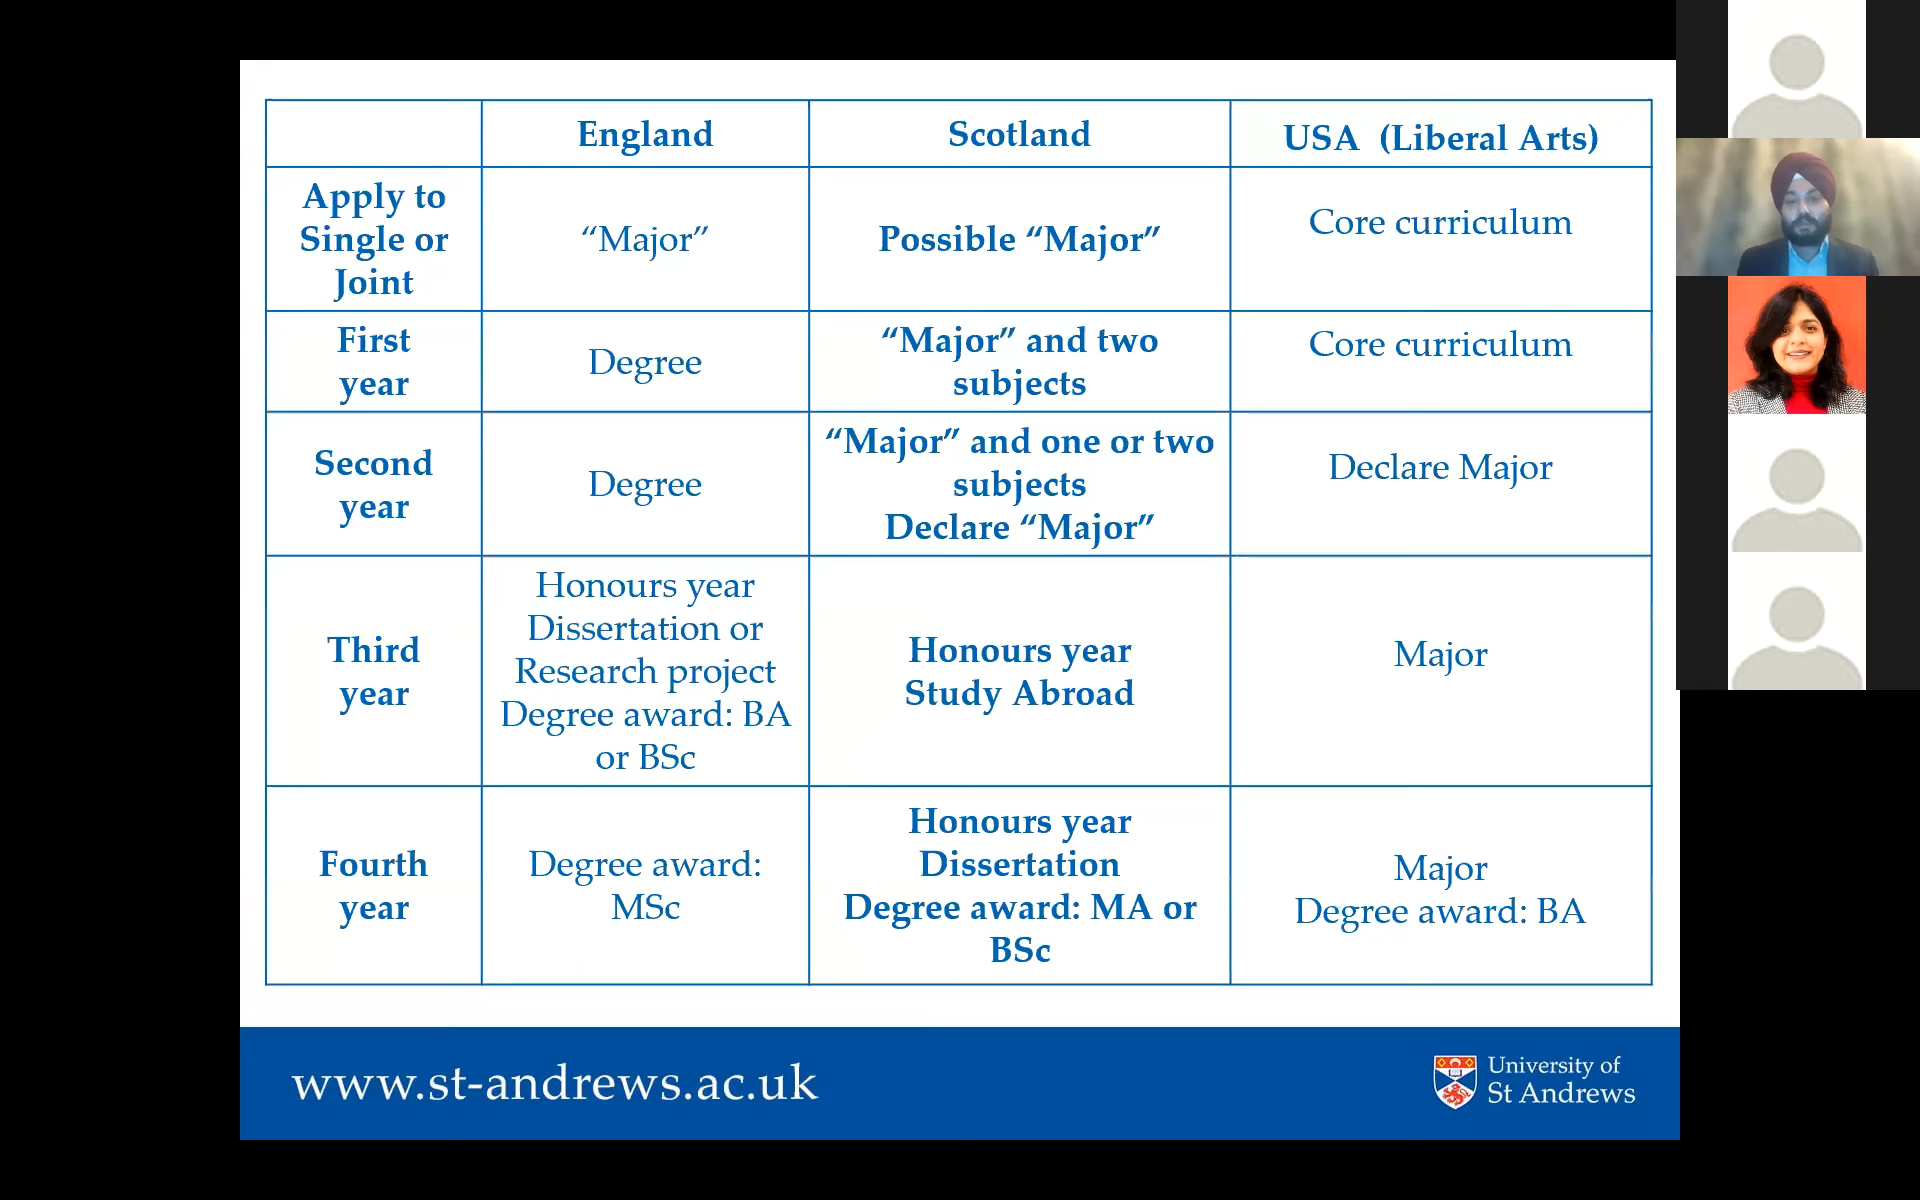 England
Scotland
USA  (Liberal Arts)
Apply to
Single or
Joint
“Major”
Possible “Major”
Core curriculum
First
year
Degree
“Major” and two
subjects
Core curriculum
Second
year
Degree
“Major” and one or two
subjects
Declare “Major”
Declare Major
Third
year
Honours year
Dissertation or
Research project
Degree award: BA
or BSc
Honours year
Study Abroad
Major
Fourth
year
Degree award:
MSc
Honours year
Dissertation
Degree award: MA or
BSc
Major
Degree award: BA
www.st-andrews.ac.uk
University of
St Andrews